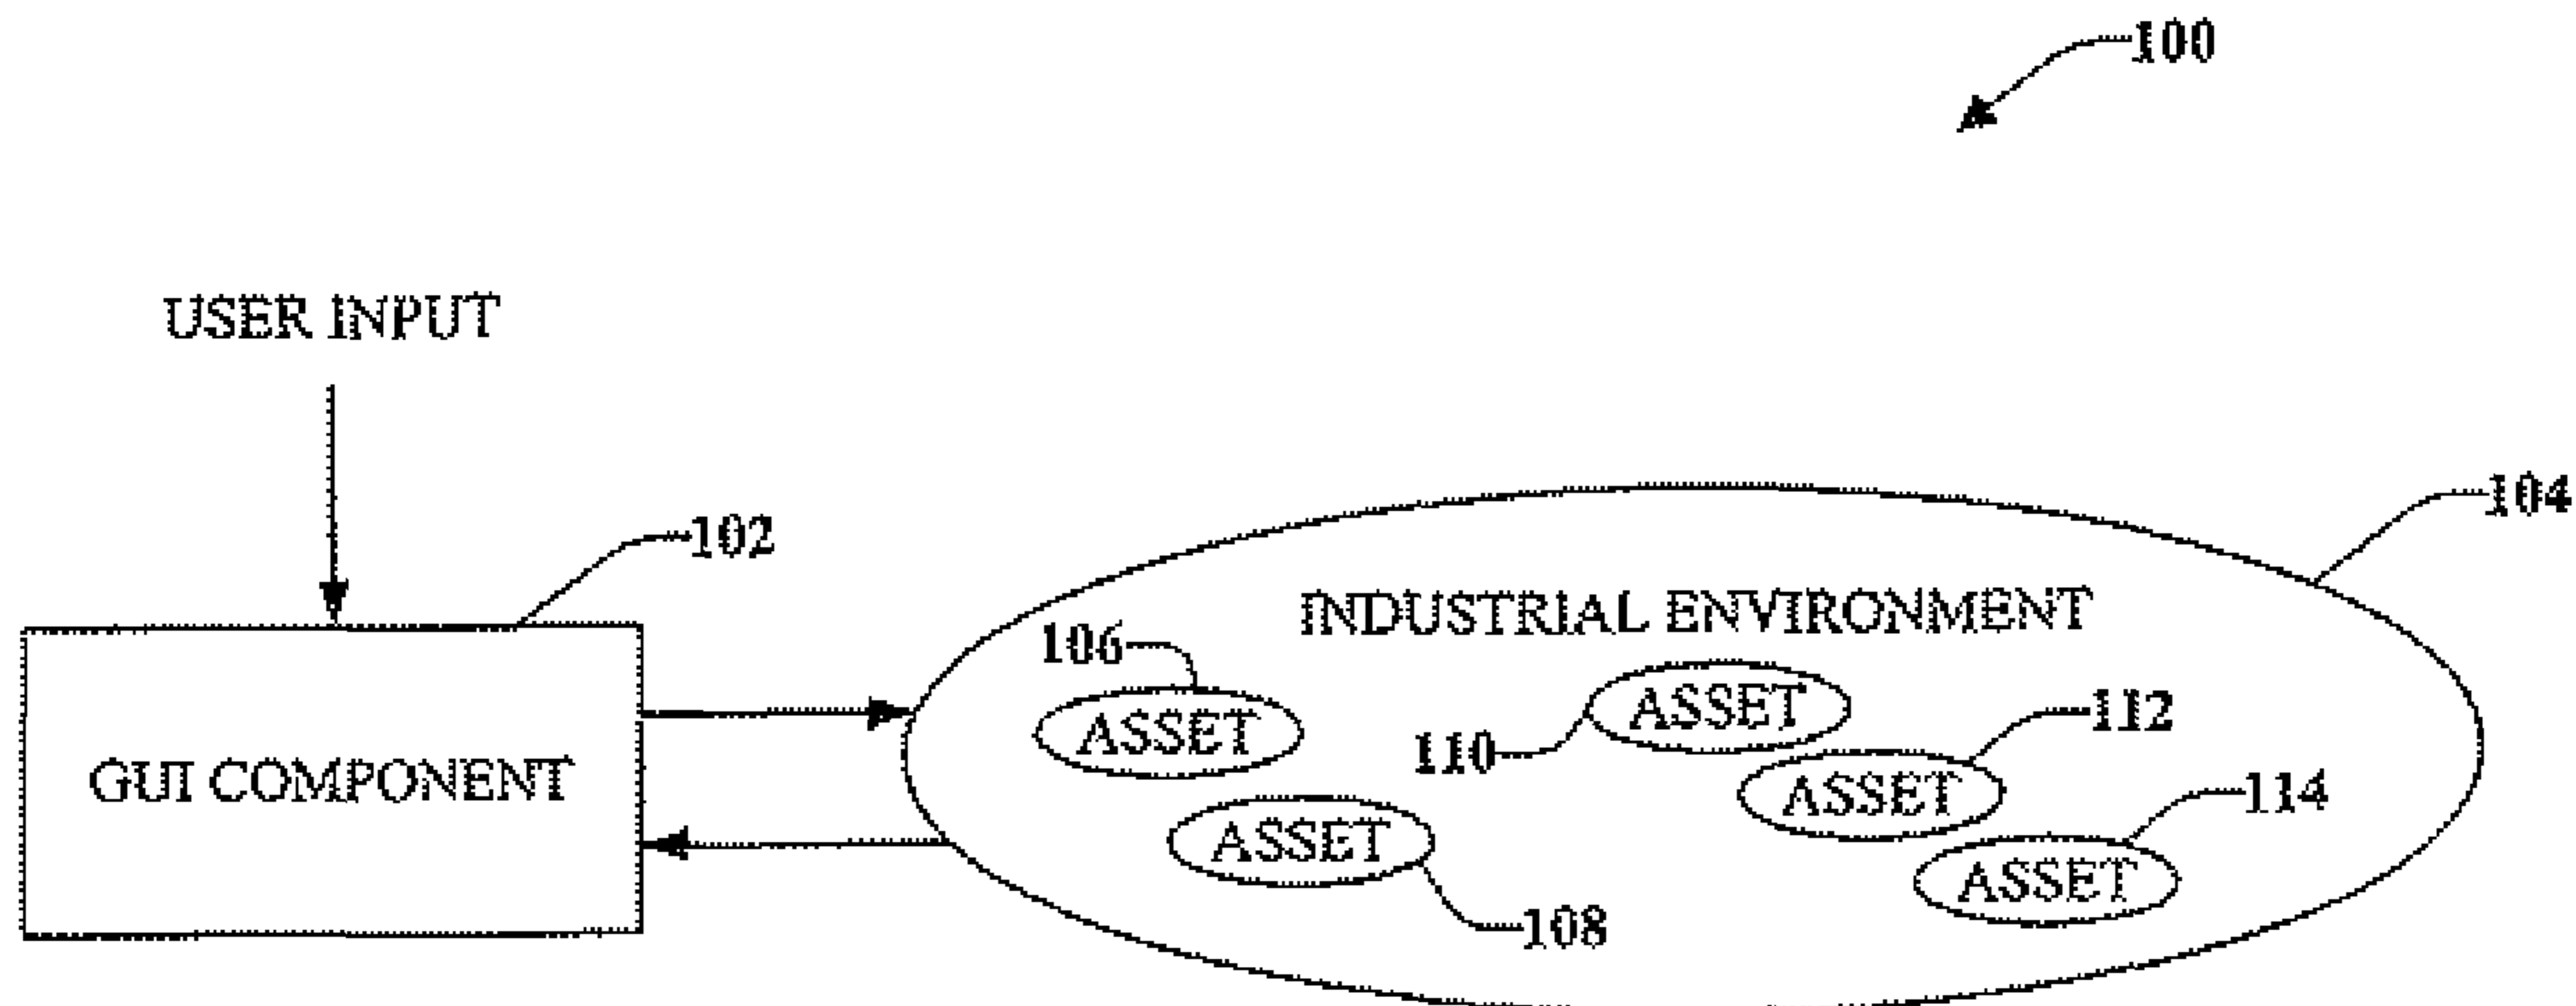 100
USER INPUT
104
102
INDUSTRIAL ENVIRONMENT
106
ASSET
112
ASSET
110
GUI COMPONENT
ASSET
114
ASSET
ASSET
108